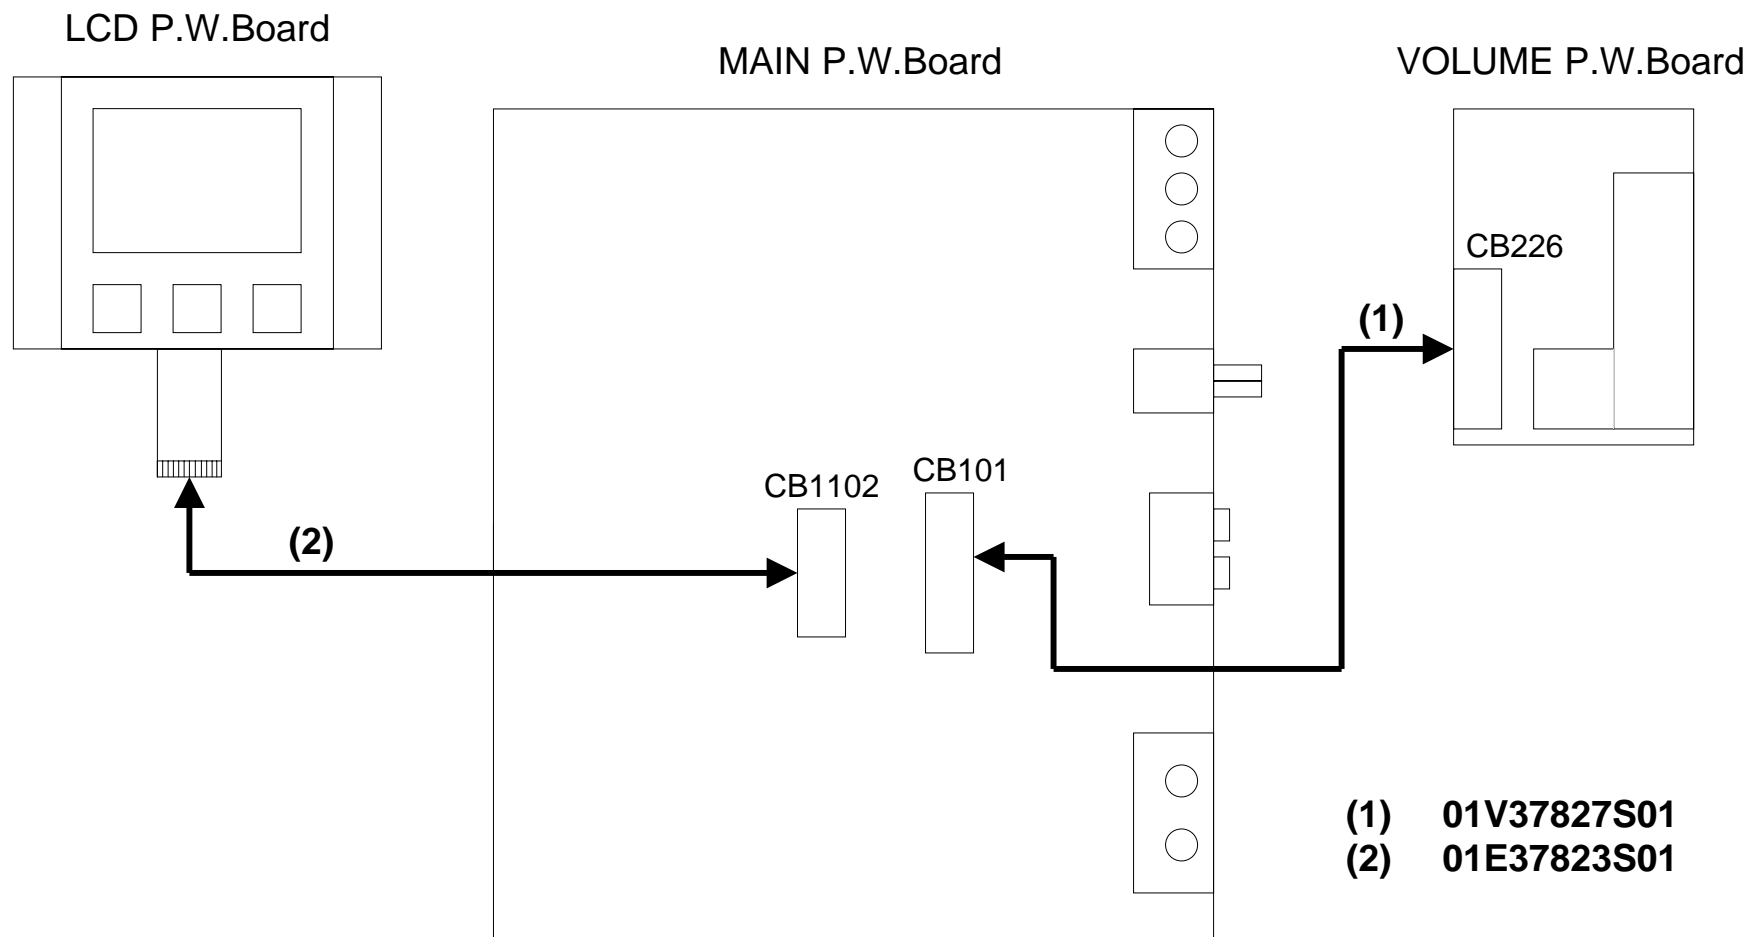 LCD P.W.Board
MAIN P.W.Board
VOLUME P.W.Board
CB226
(1)
CB101
CB1102
(2)
(1) 01V37827S01
(2) 01E37823S01